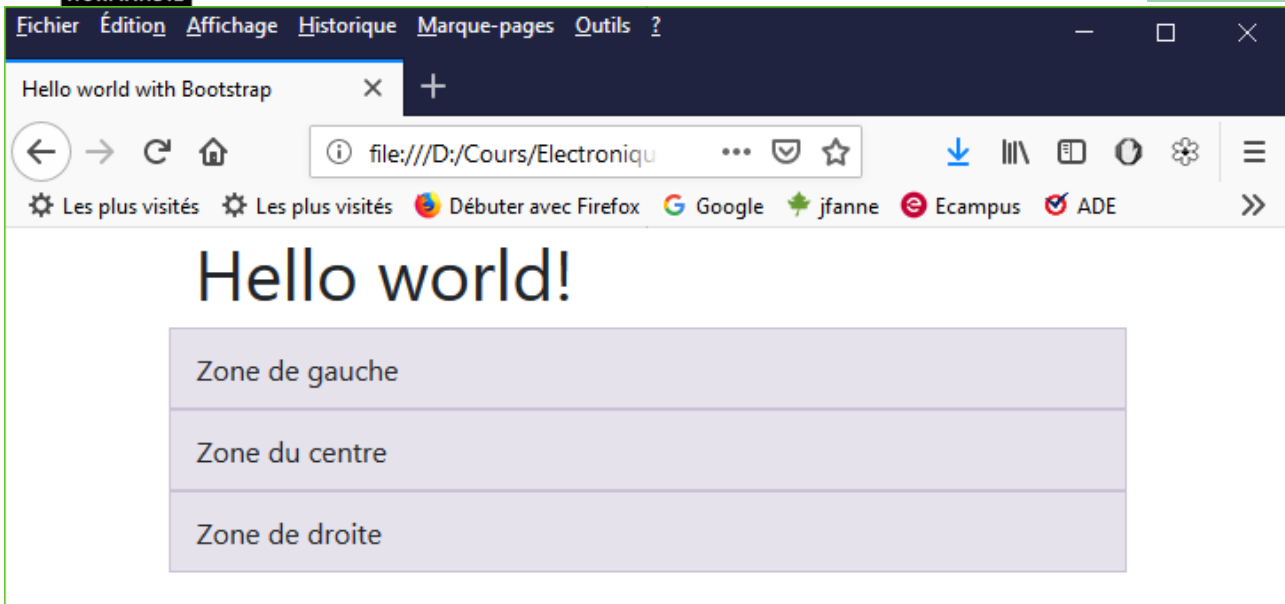 Fichier Édition Affichage Historique Marque-pages Outils ?
Hello world with Bootstrap
file:///D:/Cours/Electroniqu
Les plus visités Les plus visités Débuter avec Firefox Google jfanne Ecampus ADE
Hello world!
Zone de gauche
Zone du centre
Zone de droite